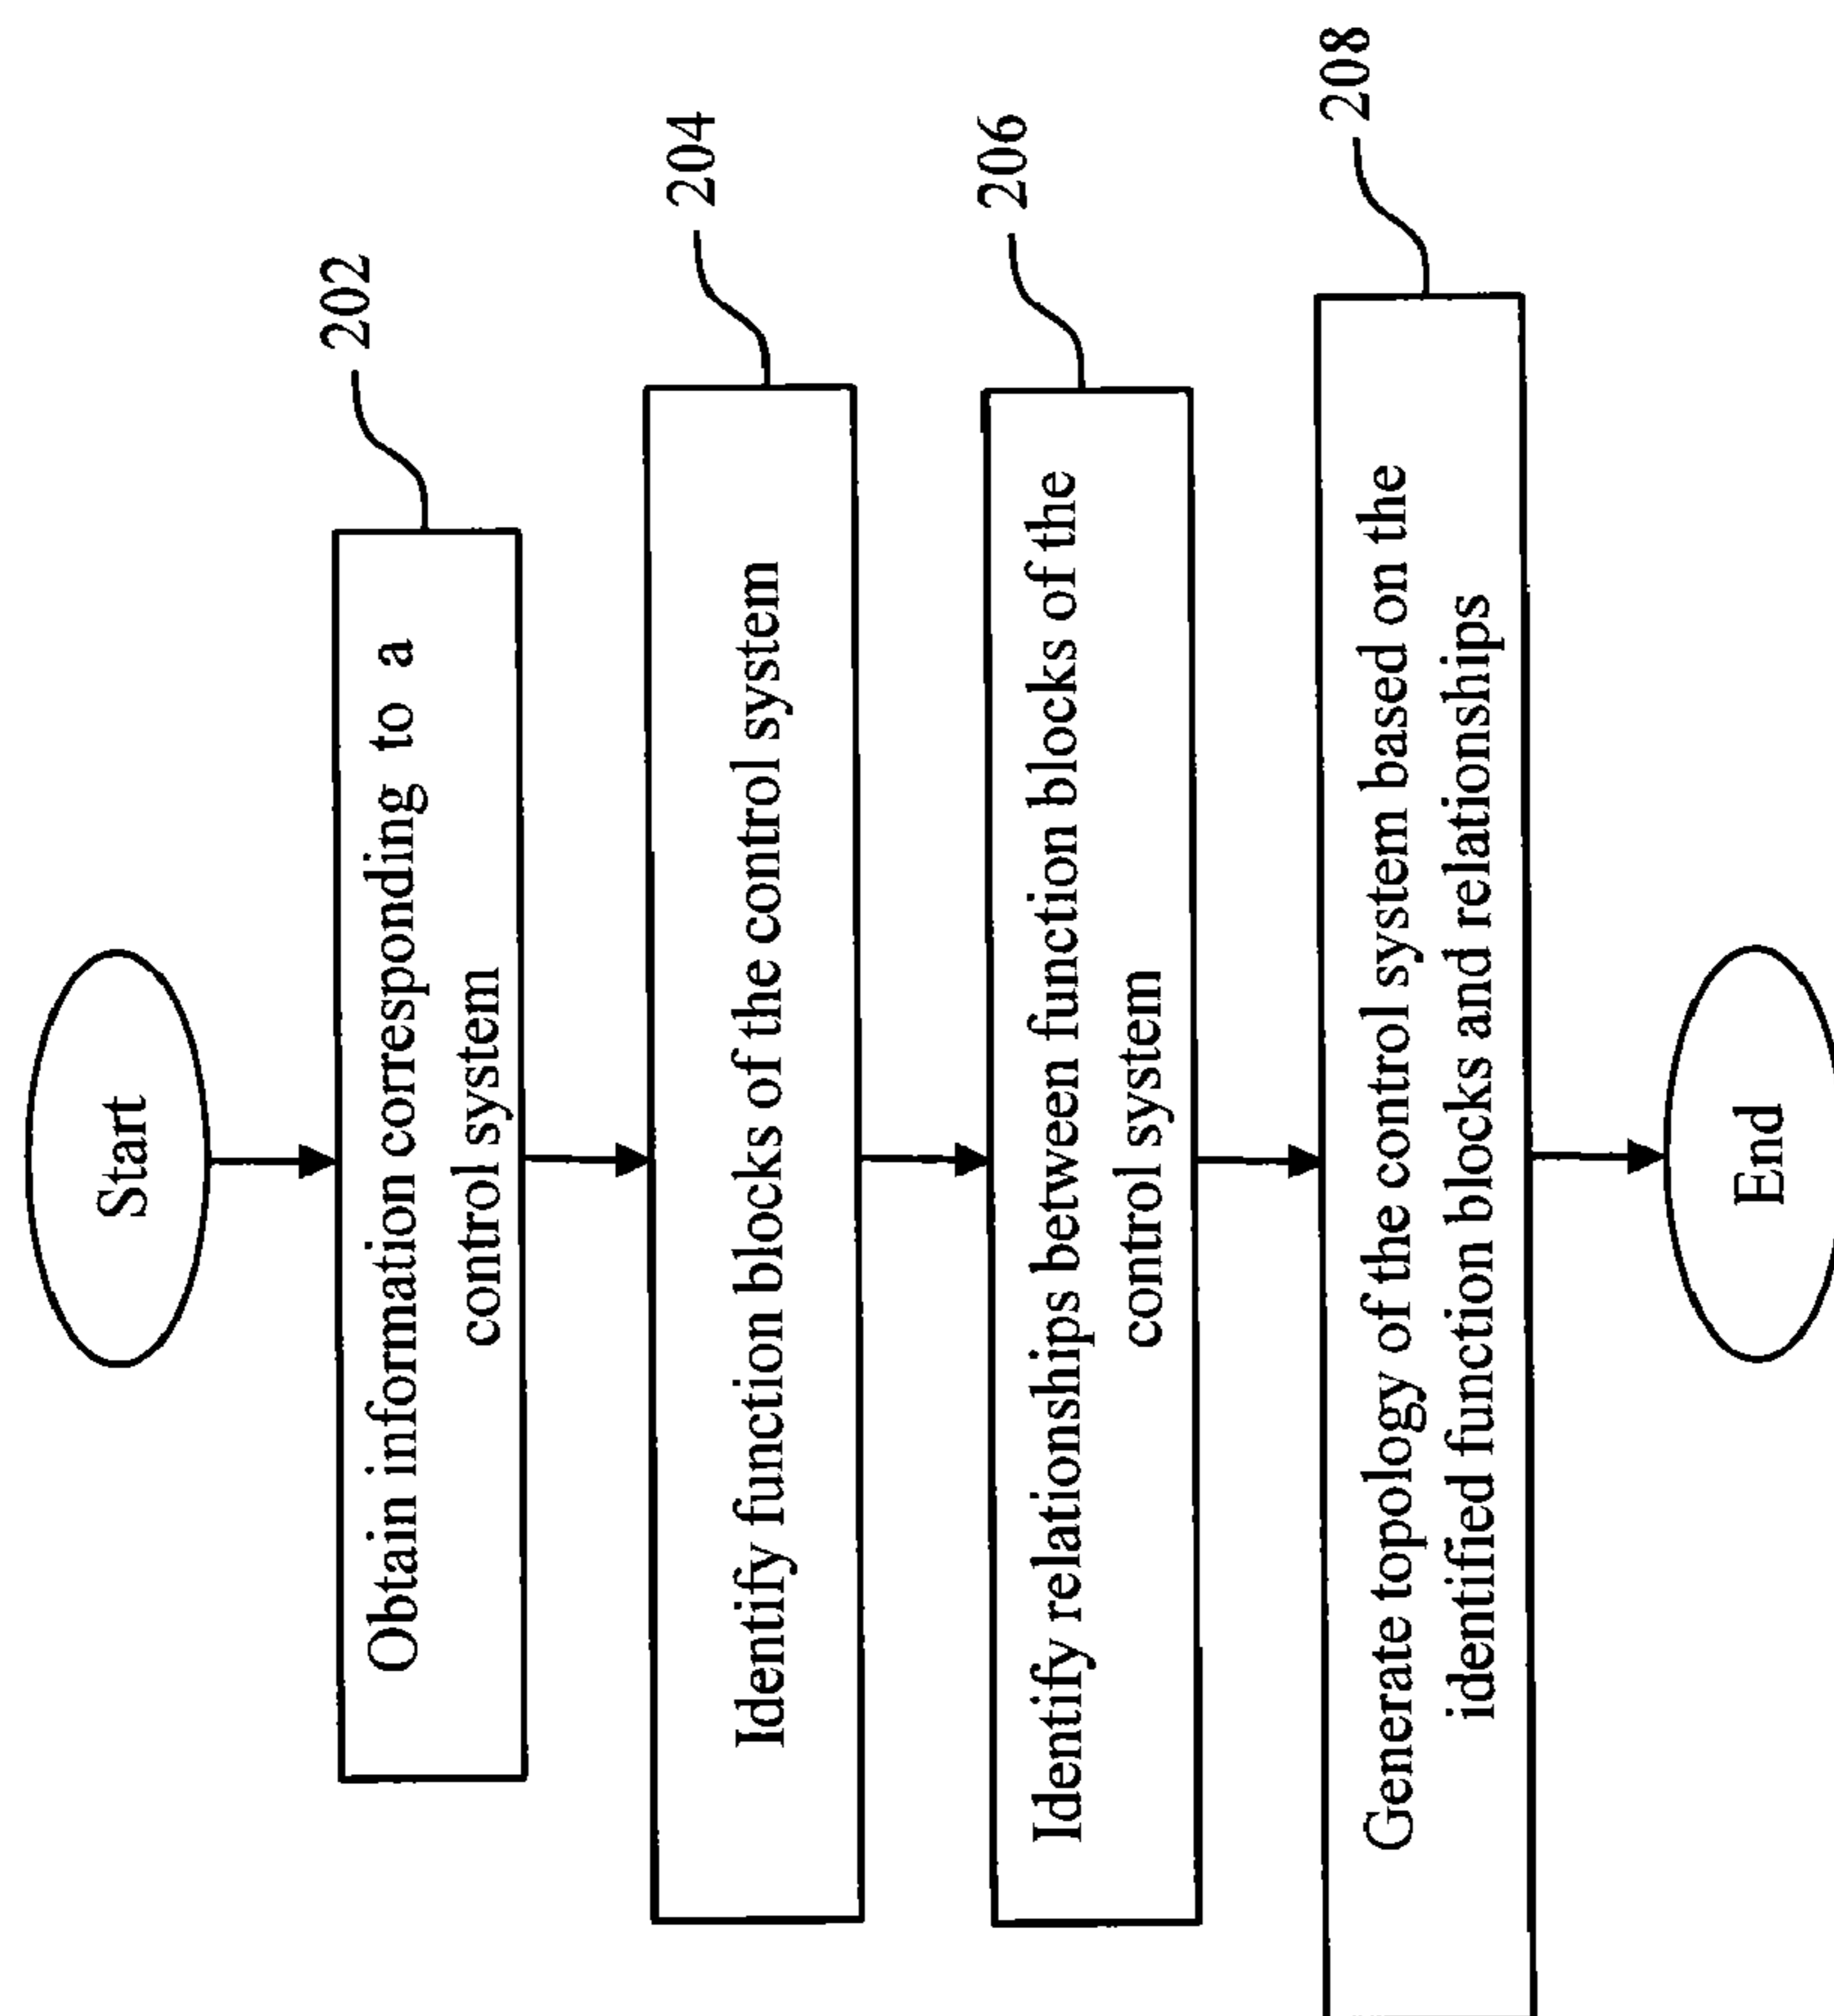 Start
Obtain information corresponding to a
control system
202
Identify function blocks of the control system
204
Identify relationships between function blocks of the
control system
206
Generate topology of the control system based on the
identified function blocks and relationships
208
End